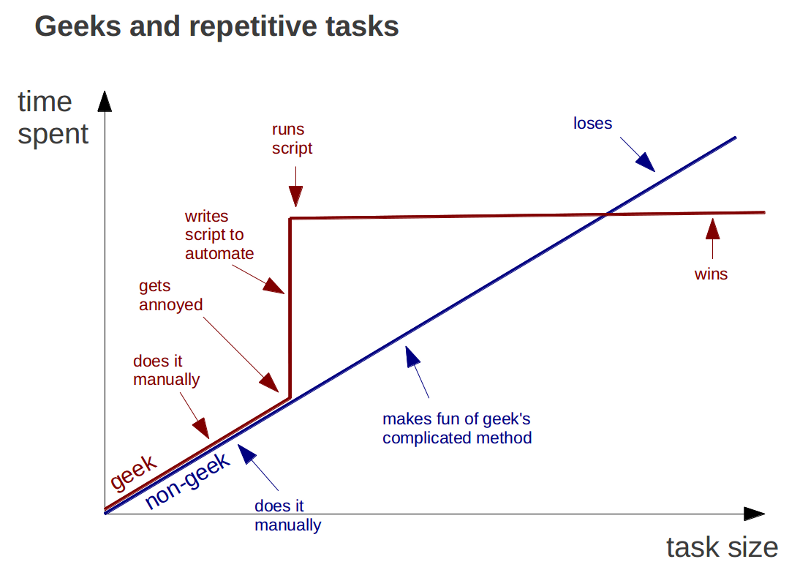 Geeks and repetitive tasks
time
spent
runs
script
loses
writes
script to
automate
gets
annoyed
wins
does it
manually
makes fun of geek's
complicated method
geek
non-geek
does it
manually
task size